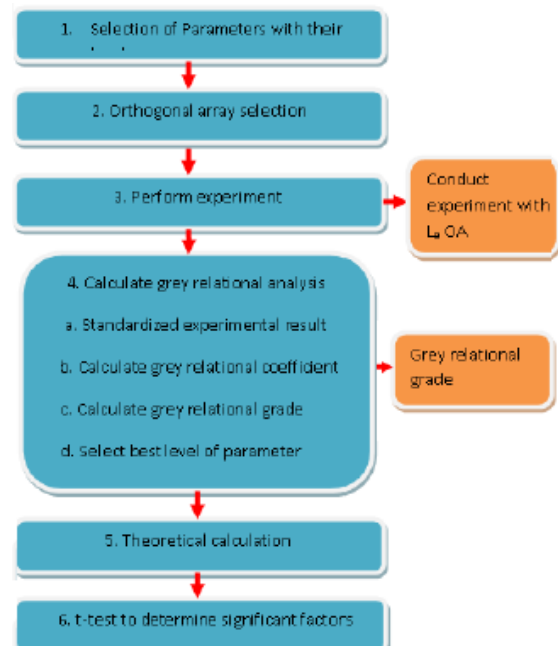 1. Selection of Parameters with their
2. Orthogonal array selection
3. Perform experiment
Conduct
experiment with
OA
4. Calculate grey relational analysis
a. Standardized experimental result
b. Calculate grey relational coefficient
c. Calculate grey relational grade
d. Select best level of parameter
Grey relational
grade
5. Theoretical calculation
6. t-test to determine significant factors